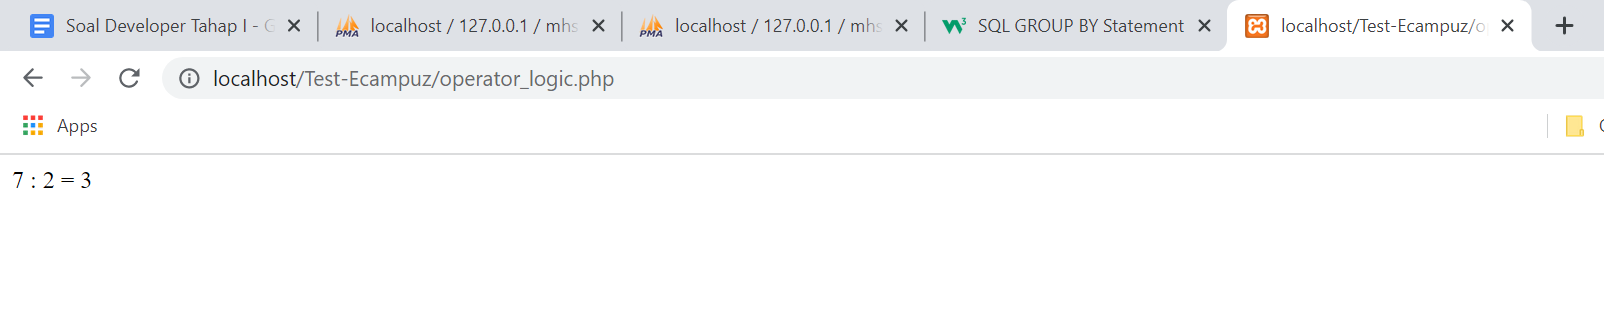 Soal Developer Tahap I - G
localhost / 127.0.0.1 / mhs
localhost / 127.0.0.1 / mhs
SQL GROUP BY Statement
localhost/Test-Ecampuz/o
localhost/Test-Ecampuz/operator_logic.php
Apps
7 : 2 = 3